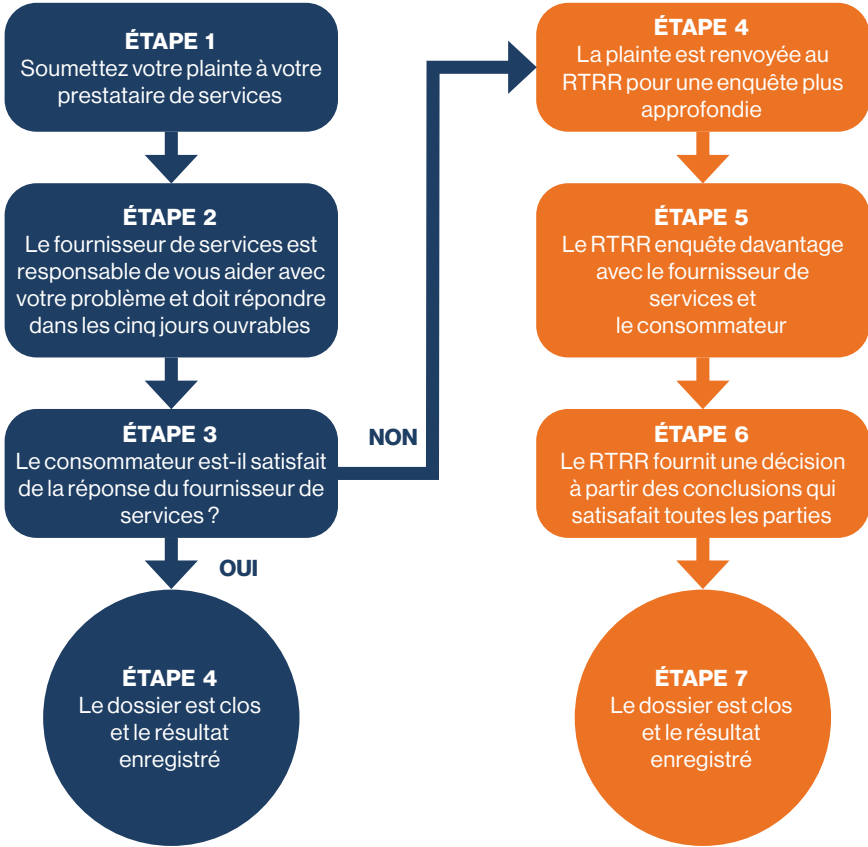 ÉTAPE 1
Soumettez votre plainte à votre
prestataire de services
ÉTAPE 2
Le fournisseur de services est
responsable de vous aider avec
votre problème et doit répondre
dans les cinq jours ouvrables
ÉTAPE 3
Le consommateur est-il satisfait
de la réponse du fournisseur de
services ?
NON
OUI
ÉTAPE 4
Le dossier est clos
et le résultat
enregistré
ÉTAPE 4
La plainte est renvoyée au
RTRR pour une enquête plus
approfondie
ÉTAPE 5
Le RTRR enquête davantage
avec le fournisseur de
services et
le consommateur
ÉTAPE 6
Le RTRR fournit une décision
à partir des conclusions qui
satisafait toutes les parties
ÉTAPE 7
Le dossier est clos
et le résultat
enregistré